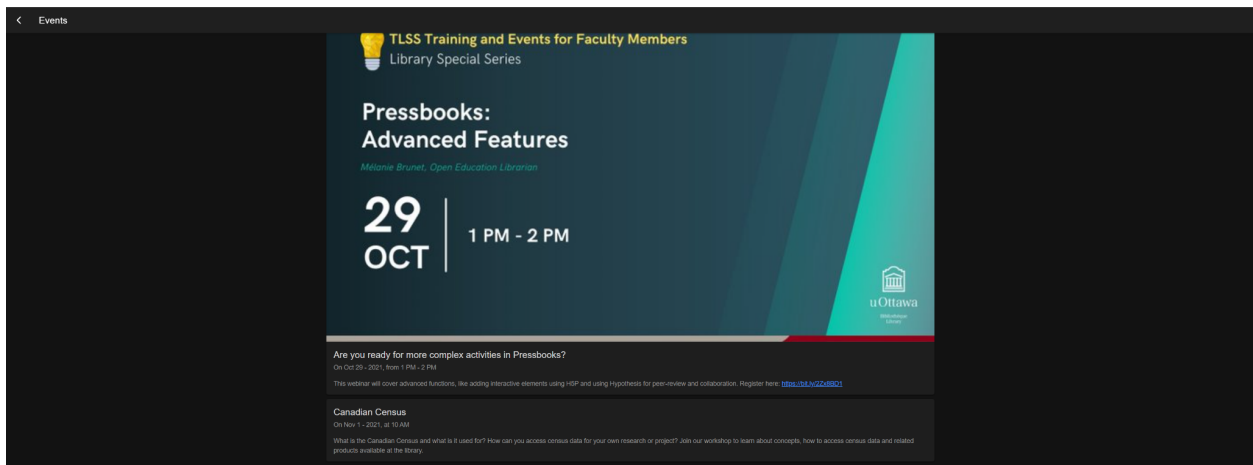 Events
TLSS Training and Events for Faculty Members
Library Special Series
Pressbooks:
Advanced Features
Mélanie Brunet, Open Education Librarian
29
OCT
1 PM - 2 PM
uOttawa
Bibliothèque
Library
Are you ready for more complex activities in Pressbooks?
On Oct 29 - 2021, from 1 PM - 2 PM
This webinar will cover advanced functions, like adding interactive elements using H5P and using Hypothesis for peer-review and collaboration. Register here:
Canadian Census
On Nov 1 - 2021, at 10 AM
What is the Canadian Census and what is it used for? How can you access census data for your own research or project? Join our workshop to learn about concepts, how to access census data and related
products available at the library.